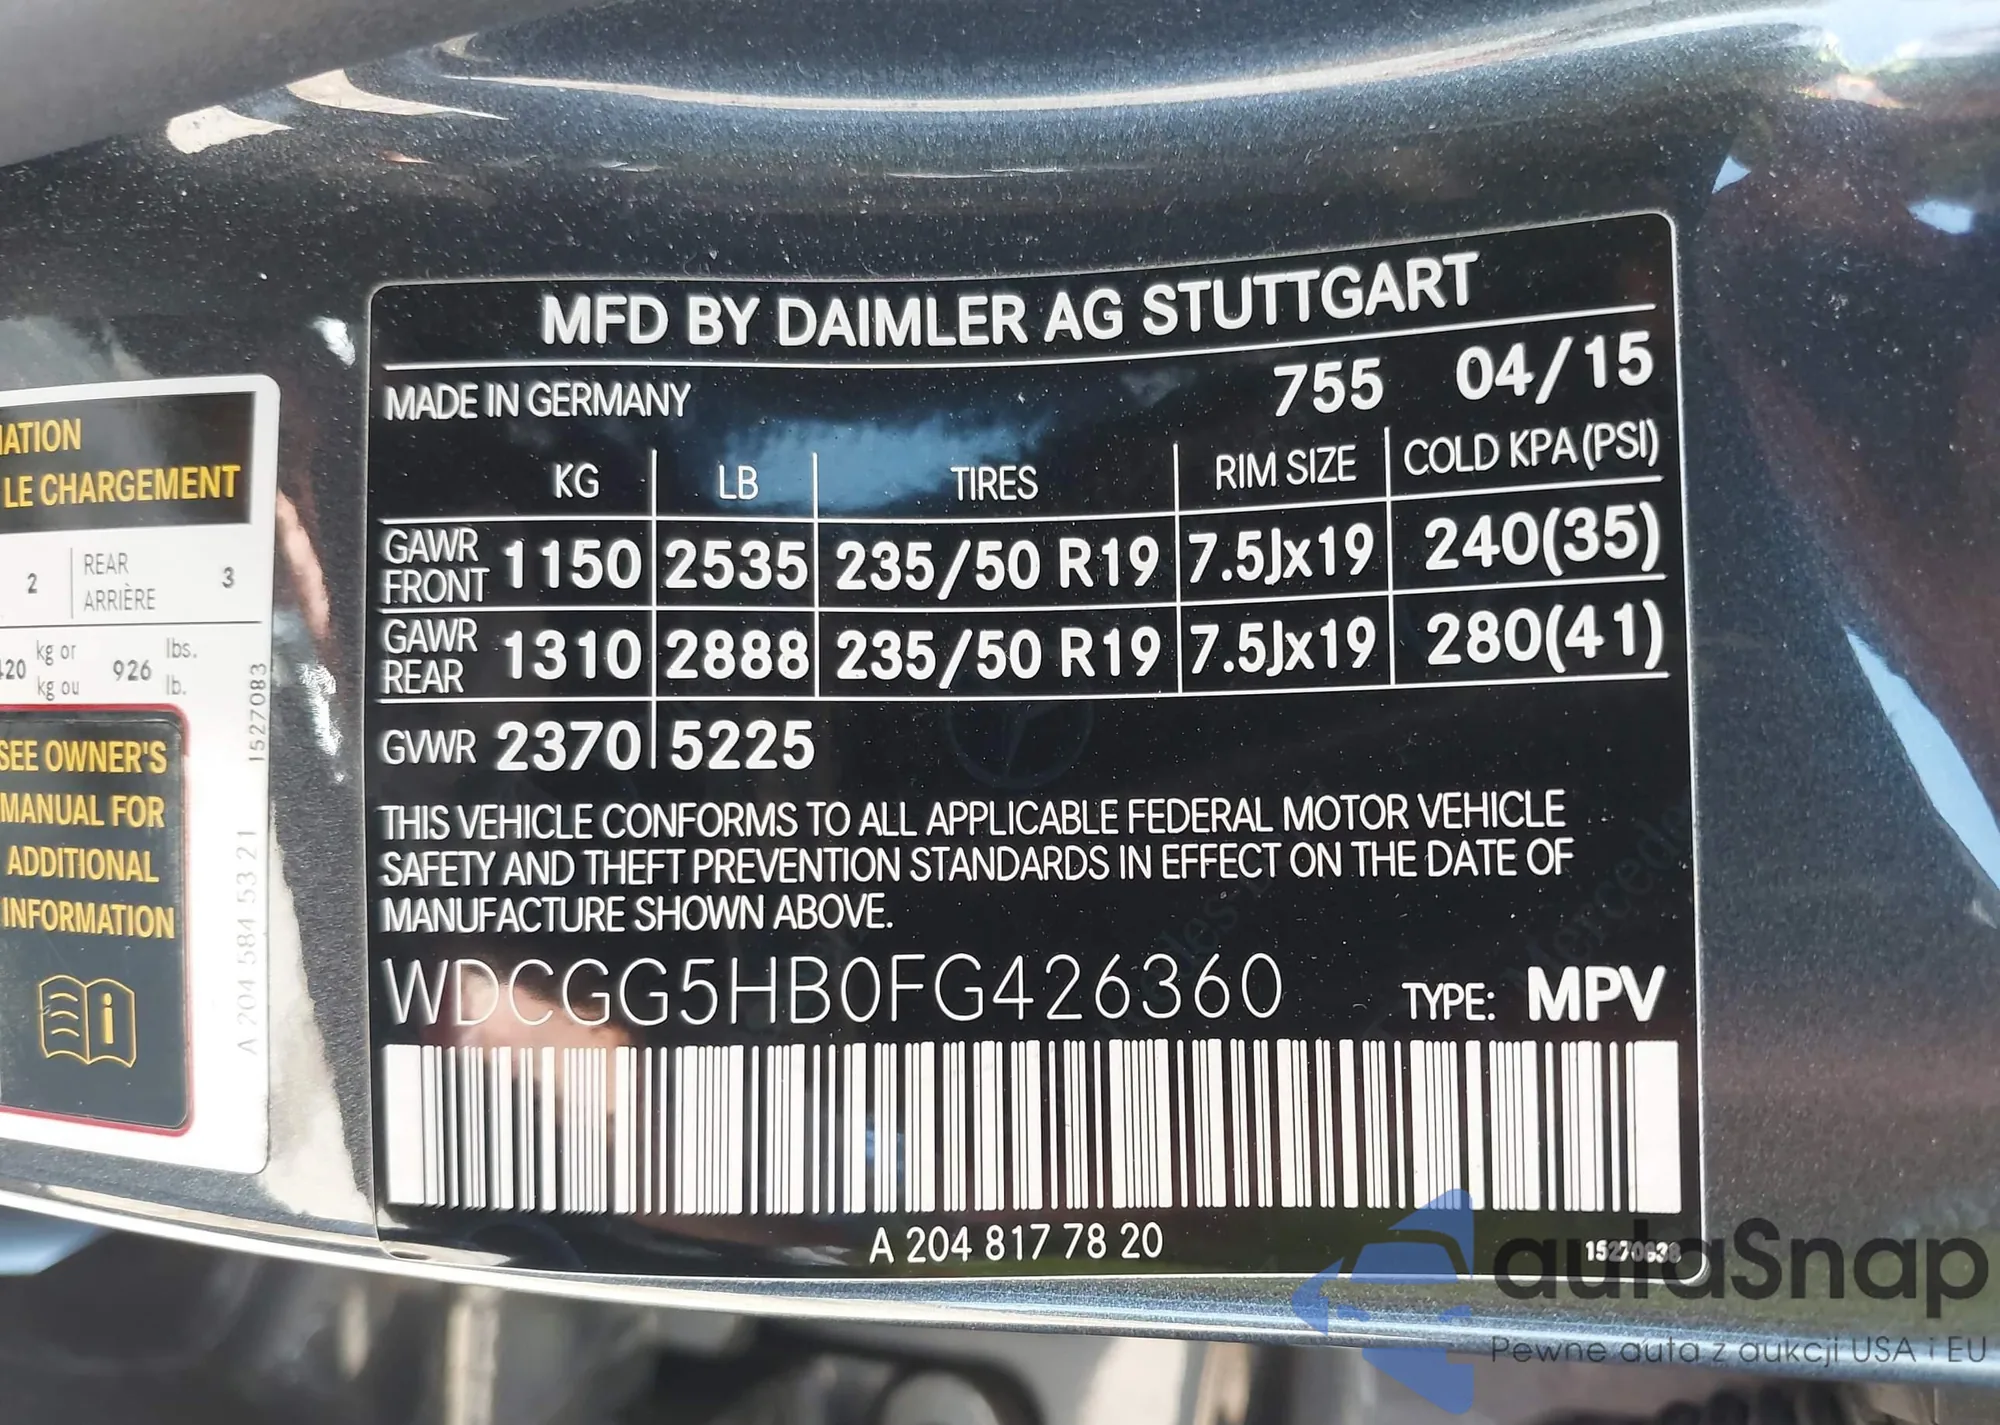 MFD BY DAIMLER AG STUTTGART
MADE IN GERMANY 755 04/15
KG LB TIRES RIM SIZE COLD KPA (PSI)
GAWR FRONT 1150 2535 235/50 R19 7.5Jx19 240(35)
GAWR REAR 1310 2888 235/50 R19 7.5Jx19 280(41)
GVWR 2370 5225
THIS VEHICLE CONFORMS TO ALL APPLICABLE FEDERAL MOTOR VEHICLE
SAFETY AND THEFT PREVENTION STANDARDS IN EFFECT ON THE DATE OF
MANUFACTURE SHOWN ABOVE.
WDCGG5HB0FG426360 TYPE: MPV
A 204 817 78 20
LE CHARGEMENT
2 REAR 3
ARRIÈRE
kg or 926 lbs.
kg ou lb.
1527083
SEE OWNER'S
MANUAL FOR
ADDITIONAL
INFORMATION
A 204 584 53 21
autaSnap
Pewne auta z aukcji USA i EU